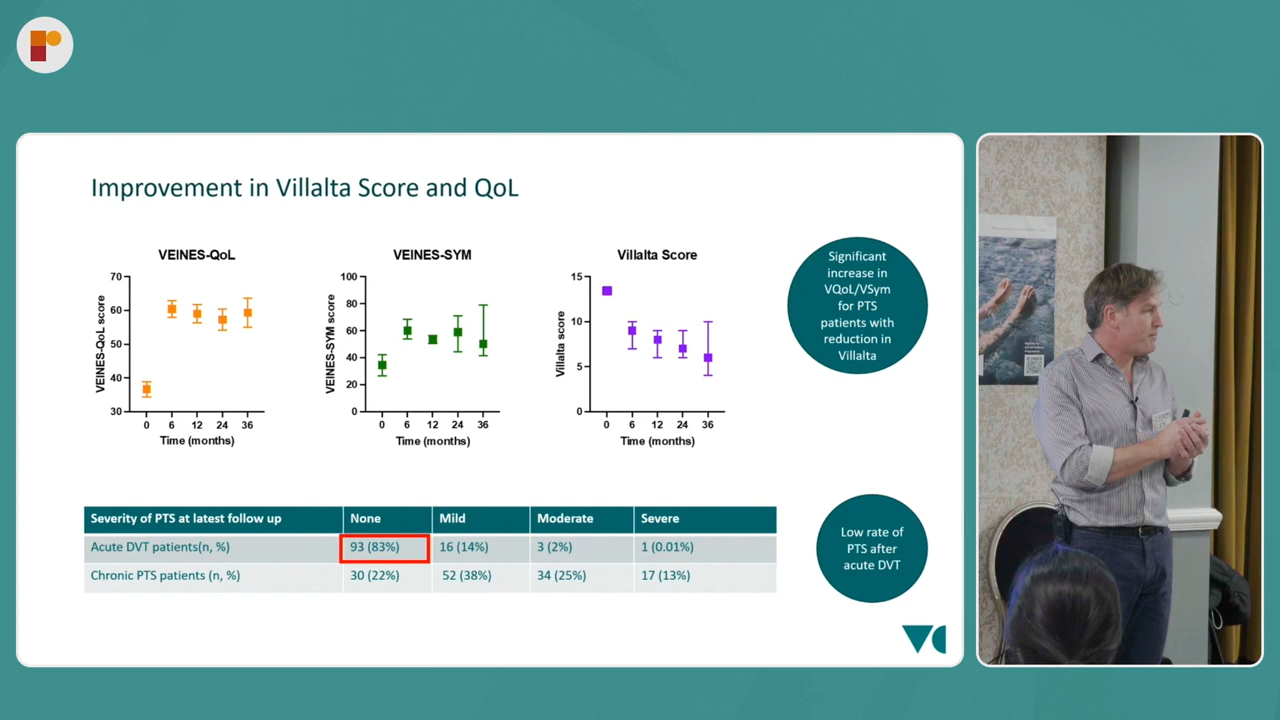 Improvement in Villalta Score and QoL
VEINES-QoL
VEINES-QoL score
70
60
50
40
30
0 6 12 24 36
Time (months)
VEINES-SYM
VEINES-SYM score
100
80
60
40
20
0
0 6 12 24 36
Time (months)
Villalta Score
Villalta score
15
10
5
0
0 6 12 24 36
Time (months)
Significant
increase in
VQoL/VSym
for PTS
patients with
reduction in
Villalta
Severity of PTS at latest follow up None Mild Moderate Severe
Acute DVT patients(n, %) 93 (83%) 16 (14%) 3 (2%) 1 (0.01%)
Chronic PTS patients (n, %) 30 (22%) 52 (38%) 34 (25%) 17 (13%)
Low rate of
PTS after
acute DVT